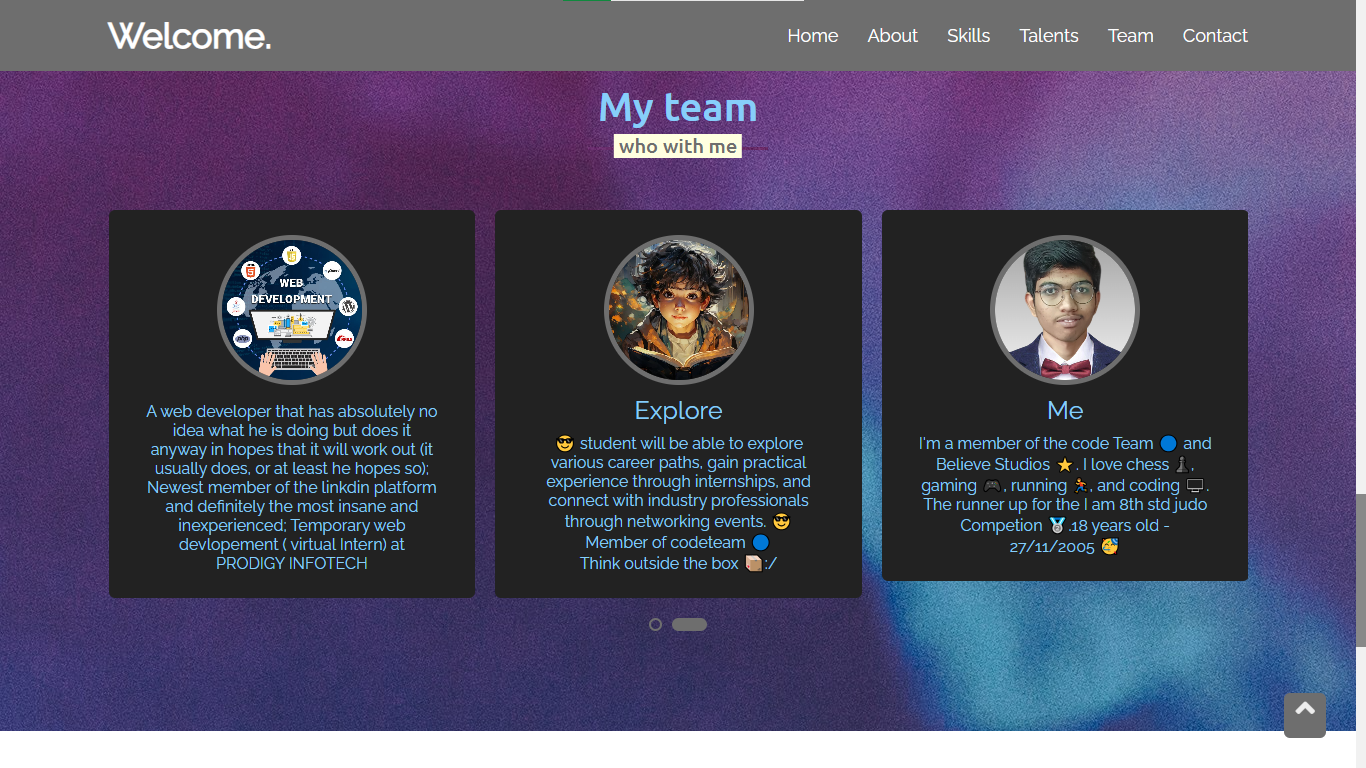 Welcome.
Home About Skills Talents Team Contact
My team
who with me
WEB
DEVELOPMENT
php
A web developer that has absolutely no
idea what he is doing but does it
anyway in hopes that it will work out (it
usually does, or at least he hopes so);
Newest member of the linkdin platform
and definitely the most insane and
inexperienced; Temporary web
devlopement ( virtual Intern) at
PRODIGY INFOTECH
Explore
😎 student will be able to explore
various career paths, gain practical
experience through internships, and
connect with industry professionals
through networking events. 😎
Member of codeteam 🔵
Think outside the box 📦:/
Me
I'm a member of the code Team 🔵 and
Believe Studios ⭐. I love chess ♟️,
gaming 🎮, running 🏃, and coding 🖥️.
The runner up for the I am 8th std judo
Competion 🥈.18 years old -
27/11/2005 🥳